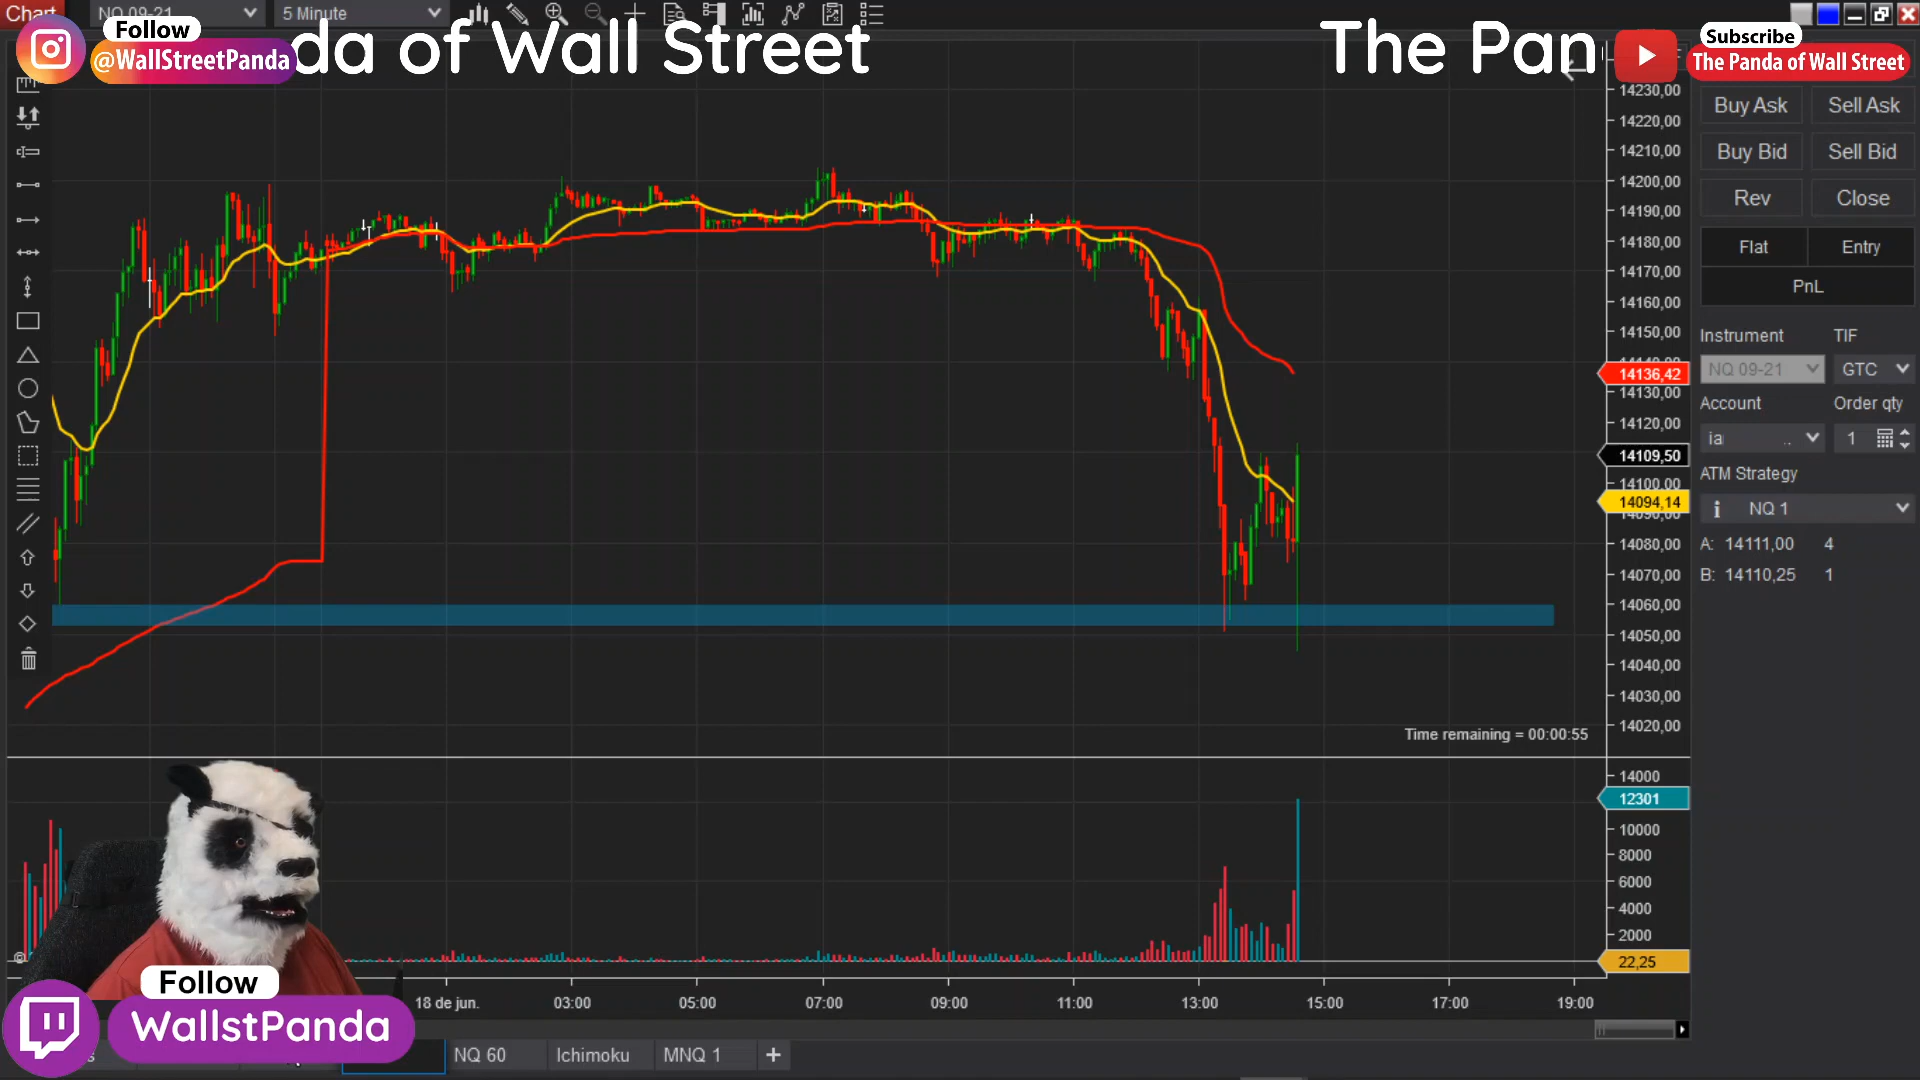 Chart
NQ 09-21
5 Minute
Follow
@WallStreetPanda
da of Wall Street
The Pan
Subscribe
The Panda of Wall Street
14230,00
14220,00
14210,00
14200,00
14190,00
14180,00
14170,00
14160,00
14150,00
14140,00
14136,42
14130,00
14120,00
14109,50
14100,00
14094,14
14090,00
14080,00
14070,00
14060,00
14050,00
14040,00
14030,00
14020,00
Time remaining = 00:00:55
14000
12301
10000
8000
6000
4000
2000
22,25
Buy Ask
Sell Ask
Buy Bid
Sell Bid
Rev
Close
Flat
Entry
PnL
Instrument
TIF
NQ 09-21
GTC
Account
Order qty
ia
..
1
ATM Strategy
NQ 1
A: 14111,00 4
B: 14110,25 1
18 de jun.
03:00
05:00
07:00
09:00
11:00
13:00
15:00
17:00
19:00
Follow
WallstPanda
s
NQ 60
Ichimoku
MNQ 1
+